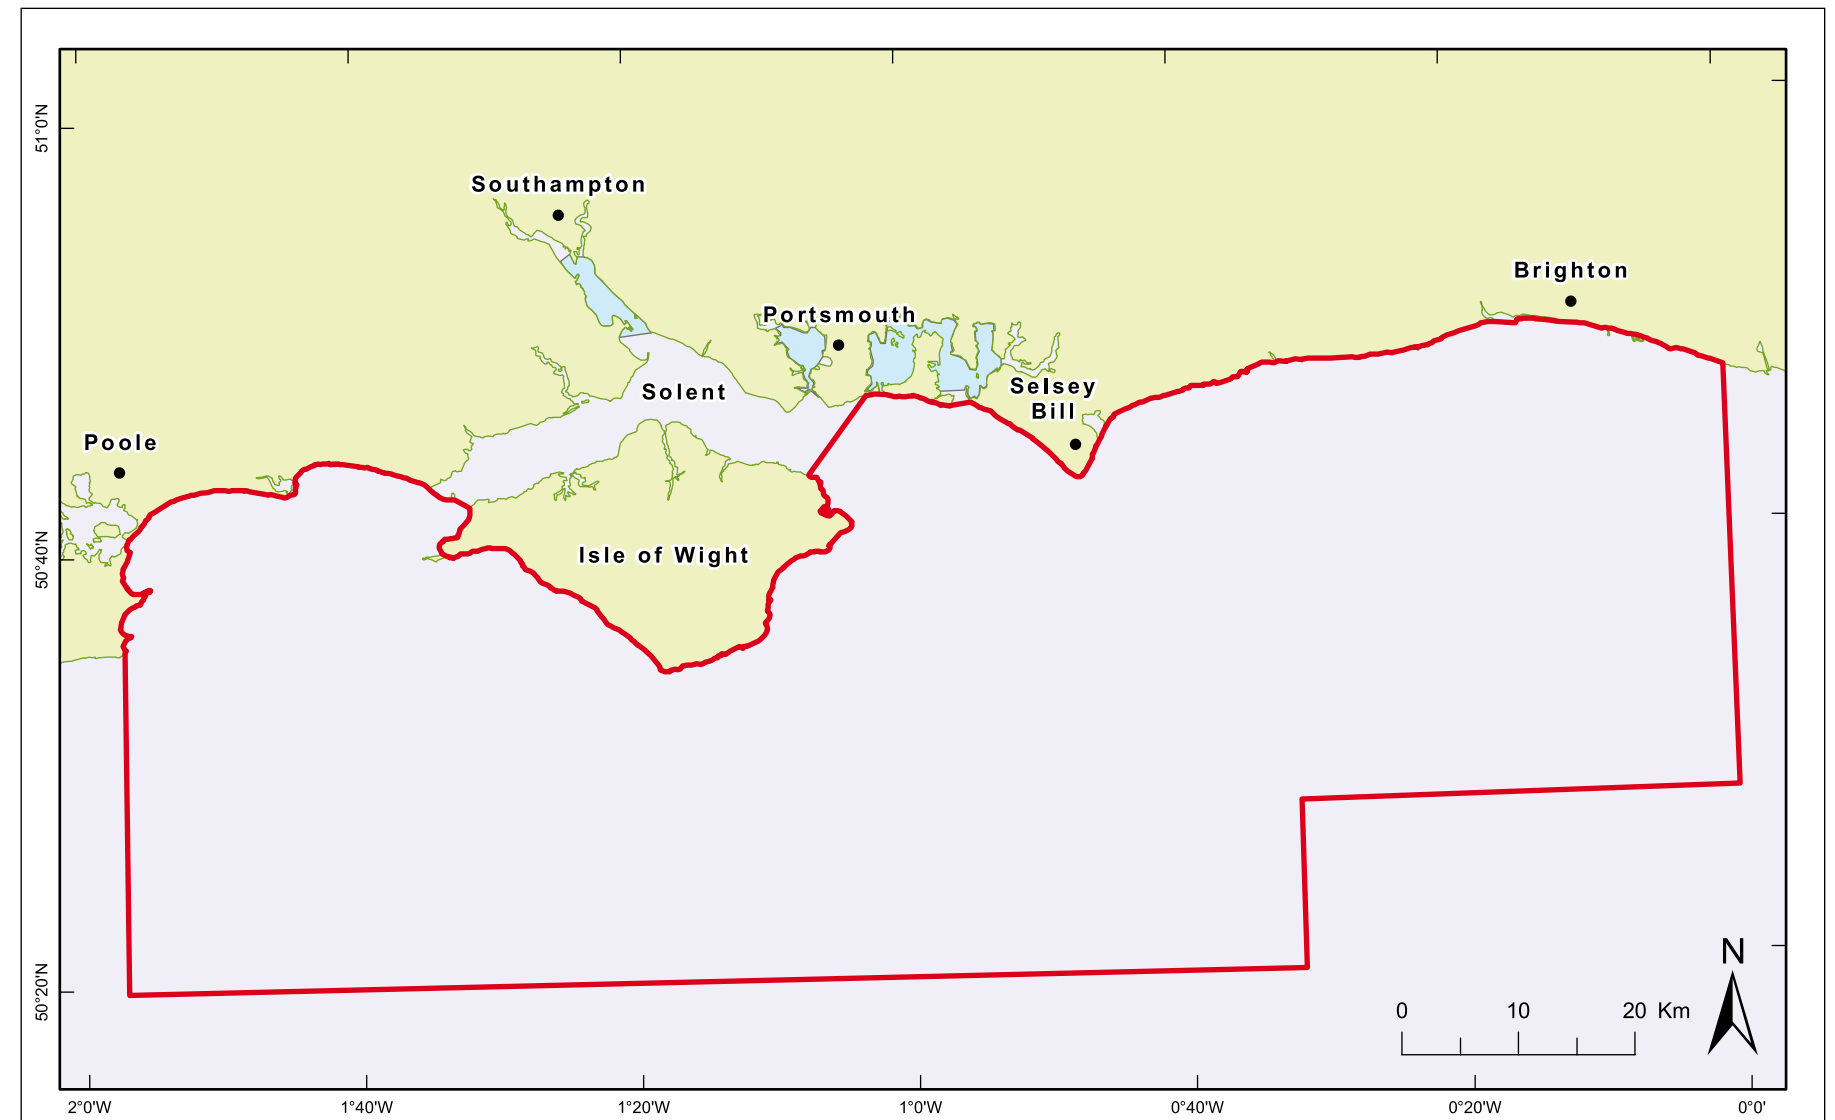 51°0'N
Southampton
Brighton
Portsmouth
Solent
Selsey
Bill
Poole
50°40'N
Isle of Wight
N
50°20'N
0 10 20 Km
2°0'W 1°40'W 1°20'W 1°0'W 0°40'W 0°20'W 0°0'